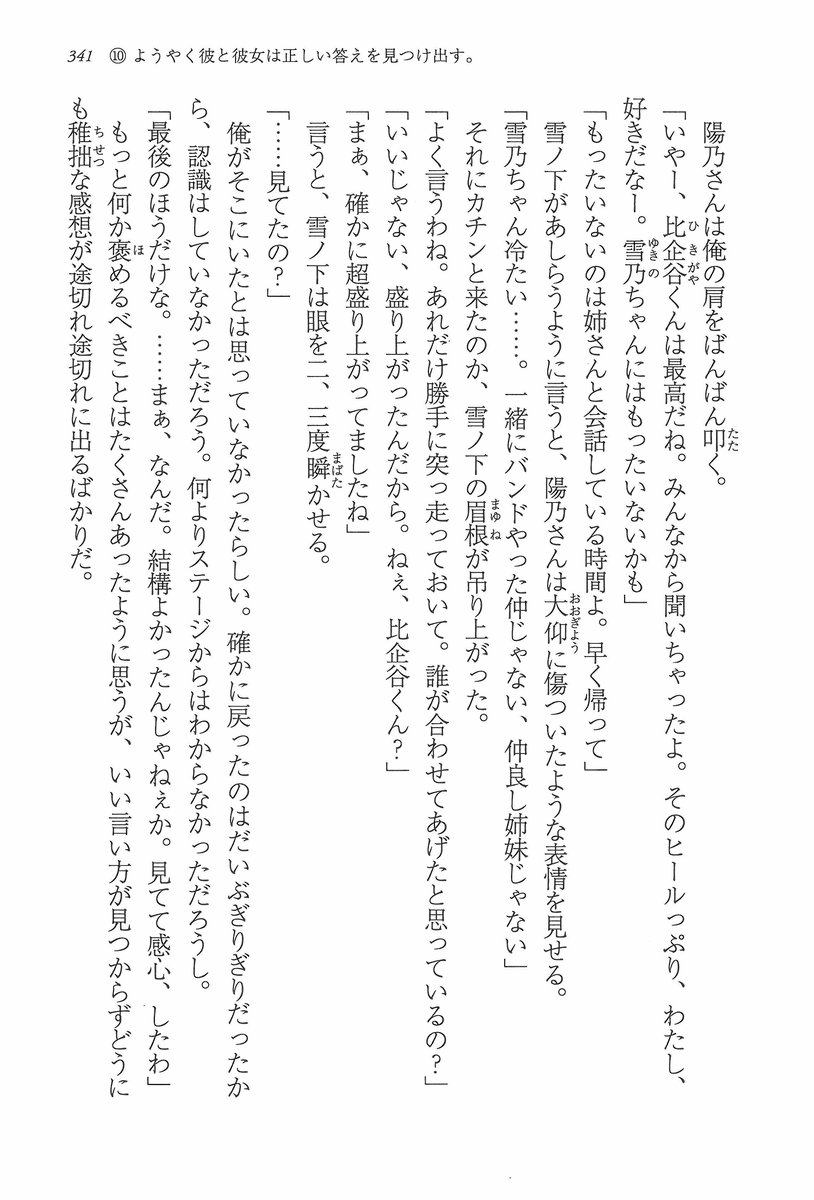 341 ⑩ようやく彼と彼女は正しい答えを見つけ出す。
陽乃さんは俺の肩をばんばん叩く。
「いやー、比企谷くんは最高だね。みんなから聞いちゃったよ。そのヒールっぷり、わたし、
好きだなー。雪乃ちゃんにはもったいないかも」
「もったいないのは姉さんと会話している時間よ。早く帰って」
雪ノ下があしらうように言うと、陽乃さんは大仰に傷ついたような表情を見せる。
「雪乃ちゃん冷たい……。一緒にバンドやった仲じゃない、仲良し姉妹じゃない」
それにカチンと来たのか、雪ノ下の眉根が吊り上がった。
「よく言うわね。あれだけ勝手に突っ走っておいて。誰が合わせてあげたと思っているの?」
「いいじゃない、盛り上がったんだから。ねぇ、比企谷くん?」
「まぁ、確かに超盛り上がってましたね」
言うと、雪ノ下は眼を二、三度瞬かせる。
「……見てたの?」
俺がそこにいたとは思っていなかったらしい。確かに戻ったのはだいぶぎりぎりだったか
ら、認識はしていなかっただろう。何よりステージからはわからなかっただろうし。
「最後のほうだけな。……まぁ、なんだ。結構よかったんじゃねぇか。見てて感心、したわ」
もっと何か褒めるべきことはたくさんあったように思うが、いい言い方が見つからずどうに
も稚拙な感想が途切れ途切れに出るばかりだ。